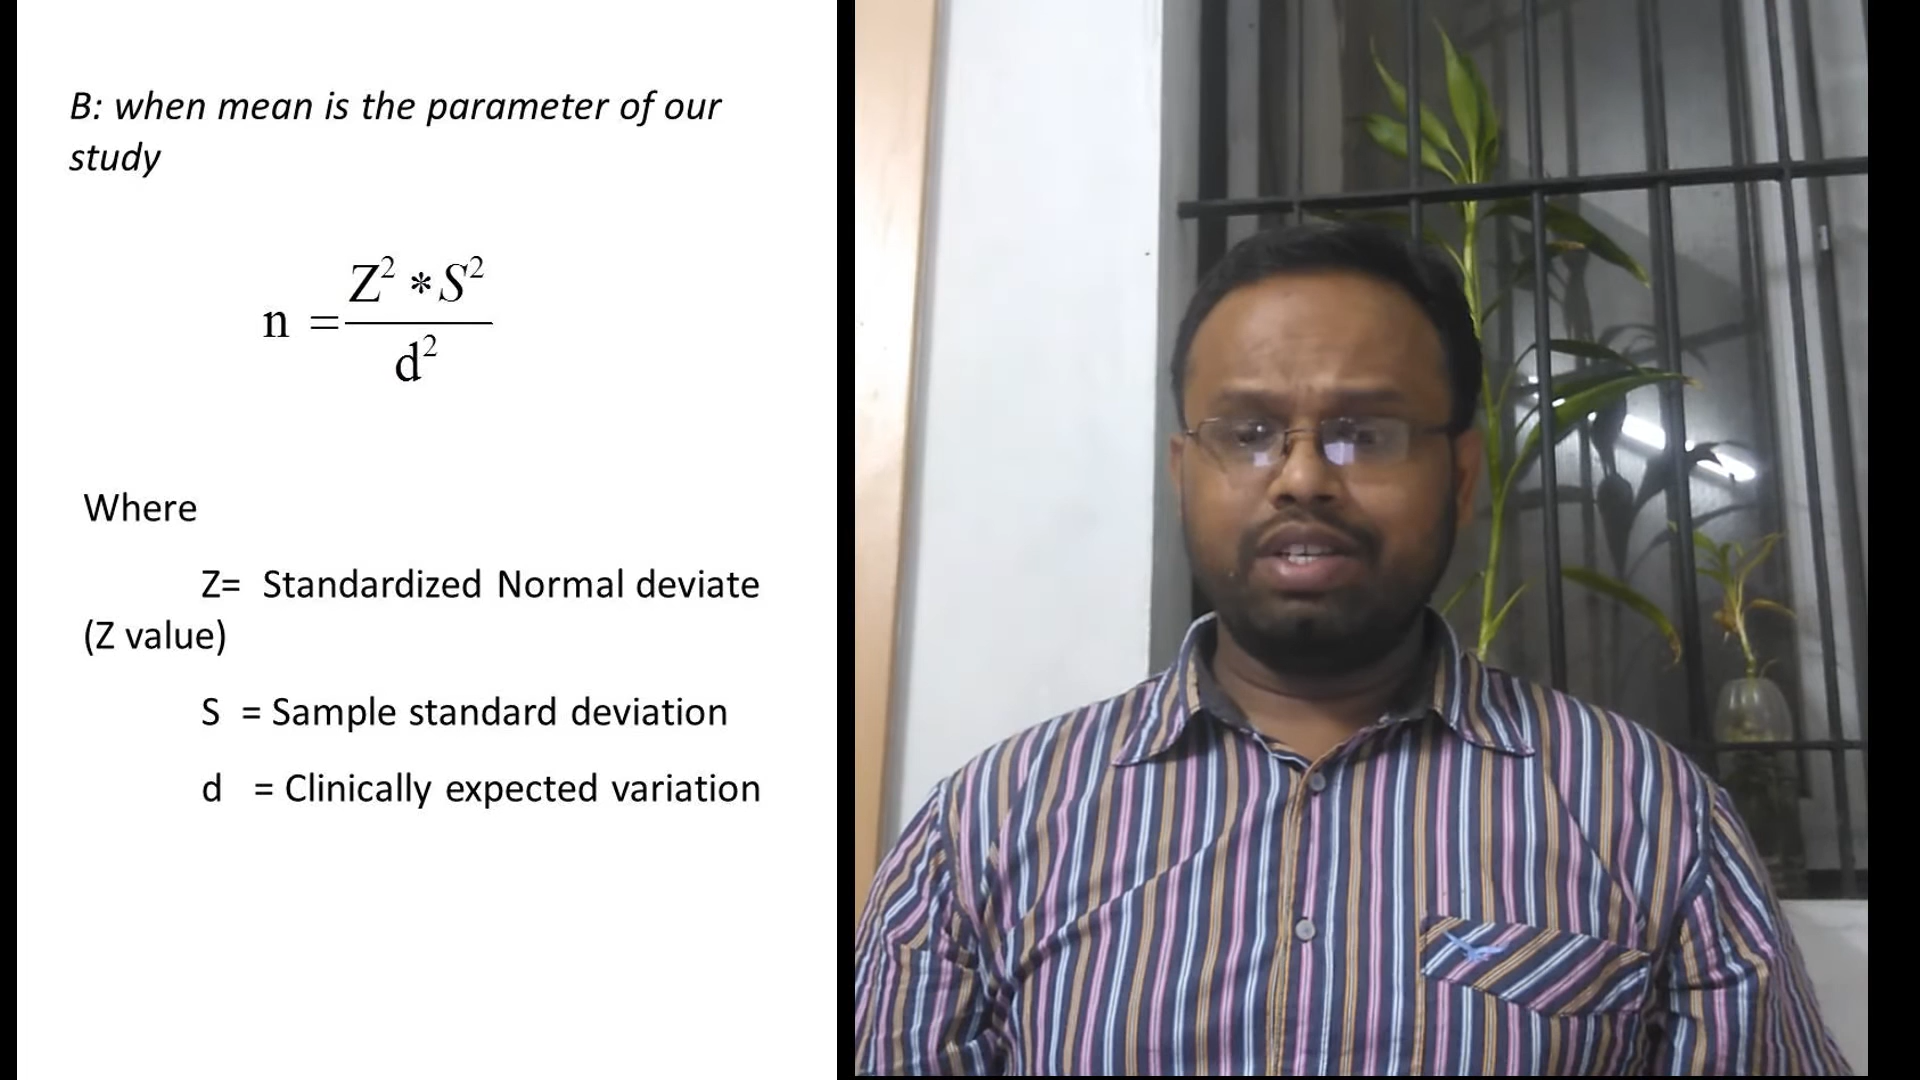 B: when mean is the parameter of our
study
n = Z² * S² / d²
Where
Z= Standardized Normal deviate
(Z value)
S = Sample standard deviation
d = Clinically expected variation